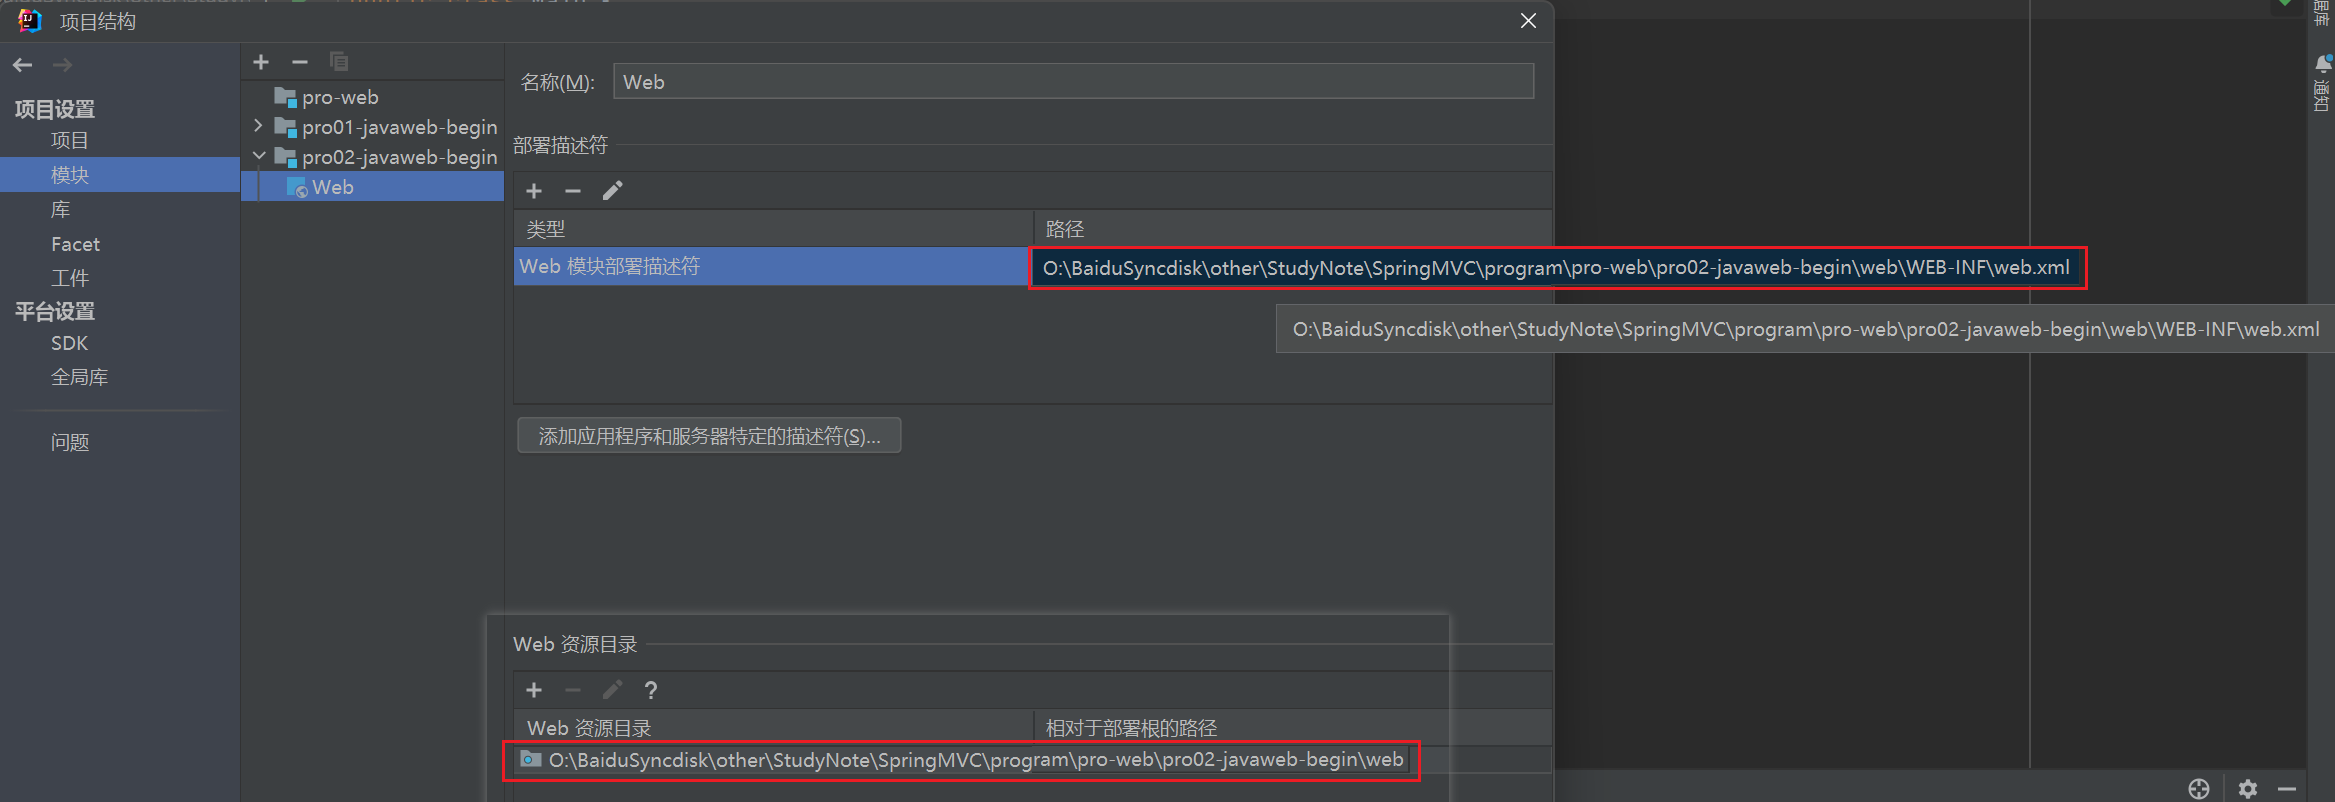 项目结构
项目设置
项目
模块
库
Facet
工件
平台设置
SDK
全局库
问题
pro-web
pro01-javaweb-begin
pro02-javaweb-begin
Web
名称(M): Web
部署描述符
类型 路径
Web 模块部署描述符 O:\BaiduSyncdisk\other\StudyNote\SpringMVC\program\pro-web\pro02-javaweb-begin\web\WEB-INF\web.xml
O:\BaiduSyncdisk\other\StudyNote\SpringMVC\program\pro-web\pro02-javaweb-begin\web\WEB-INF\web.xml
添加应用程序和服务器特定的描述符(S)...
Web 资源目录
?
Web 资源目录 相对于部署根的路径
O:\BaiduSyncdisk\other\StudyNote\SpringMVC\program\pro-web\pro02-javaweb-begin\web
通知